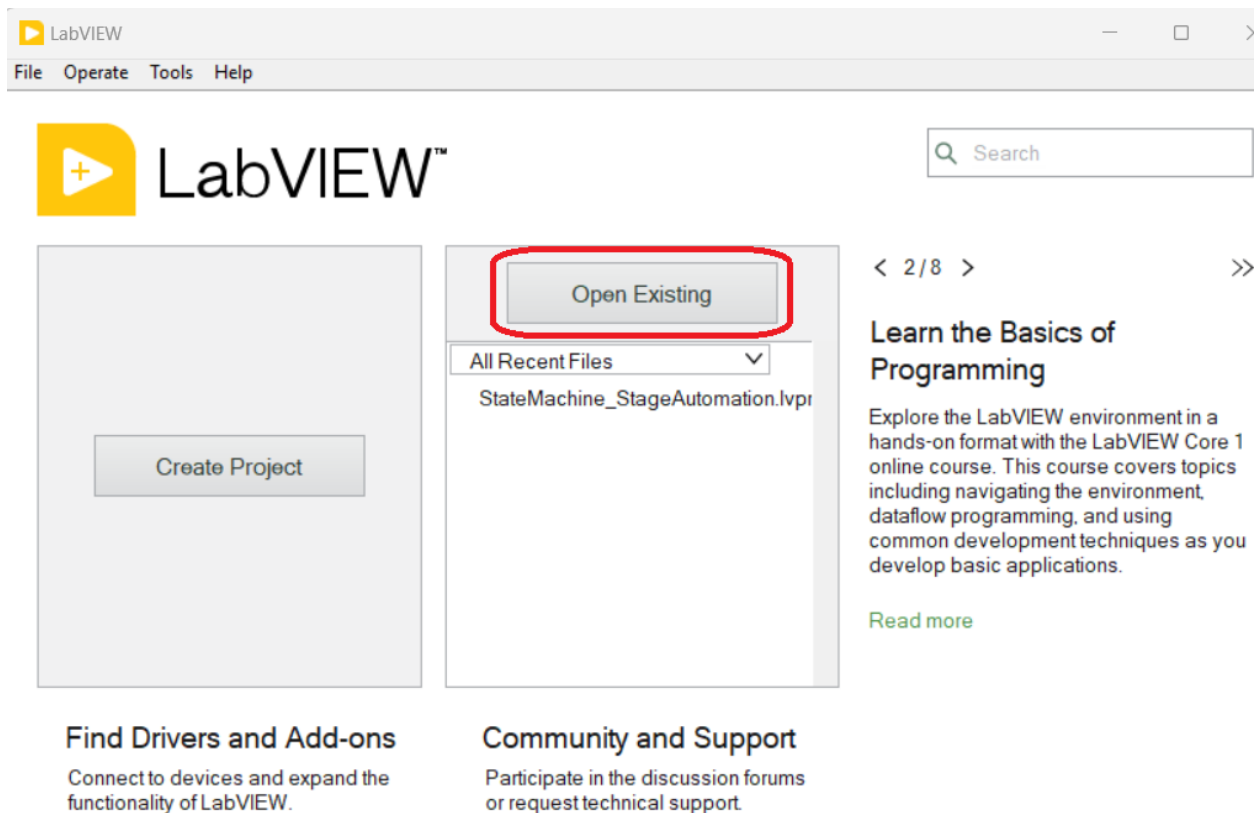 LabVIEW
File Operate Tools Help
LabVIEW™
Search
Open Existing
All Recent Files
StateMachine_StageAutomation.lvpr
Create Project
< 2/8 >
Learn the Basics of
Programming
Explore the LabVIEW environment in a
hands-on format with the LabVIEW Core 1
online course. This course covers topics
including navigating the environment,
dataflow programming, and using
common development techniques as you
develop basic applications.
Read more
Find Drivers and Add-ons
Connect to devices and expand the
functionality of LabVIEW.
Community and Support
Participate in the discussion forums
or request technical support.